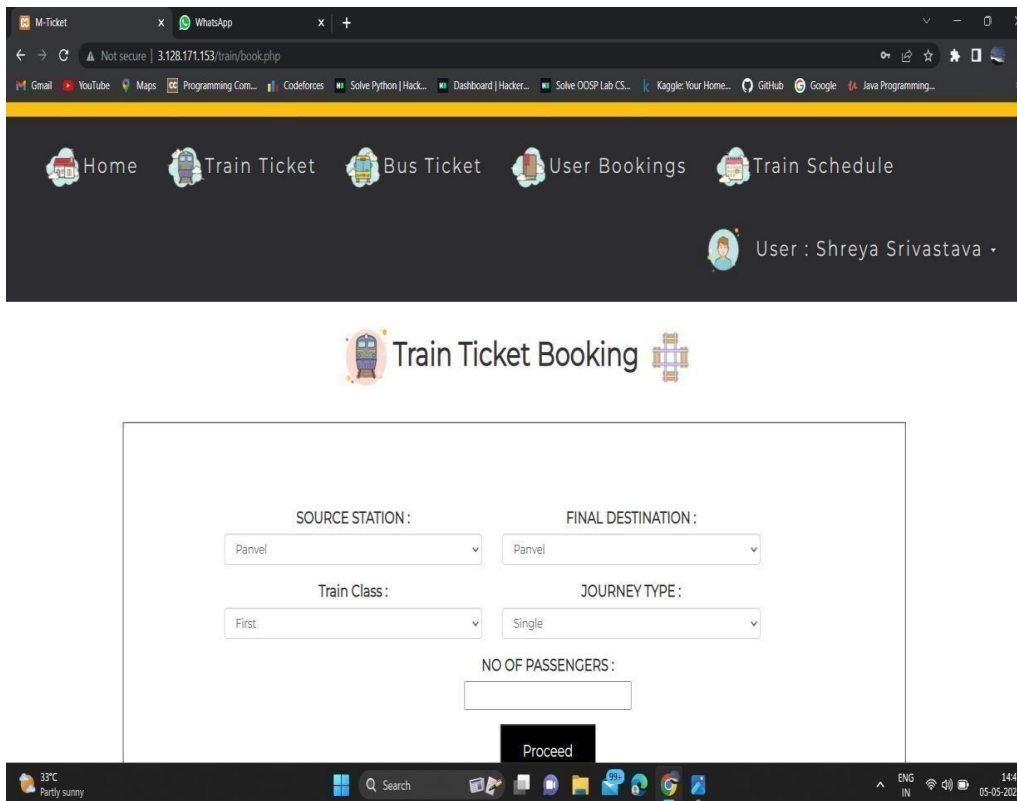 M-Ticket WhatsApp
Not secure | 3.128.171.153/train/book.php
Gmail YouTube Maps Programming Com... Codeforces Solve Python | Hack... Dashboard | Hacker... Solve OOSP Lab CS... Kaggle: Your Home... GitHub Google Java Programming...
Home Train Ticket Bus Ticket User Bookings Train Schedule
User : Shreya Srivastava
Train Ticket Booking
SOURCE STATION : FINAL DESTINATION :
Panvel Panvel
Train Class : JOURNEY TYPE :
First Single
NO OF PASSENGERS :
Proceed
33°C
Partly sunny
Search
99+
ENG
IN
14:4
05-05-202